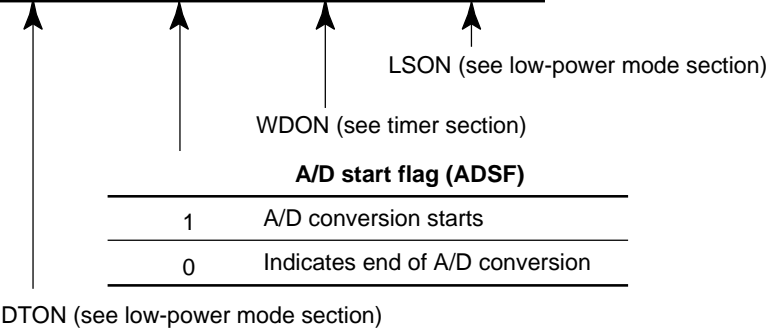 LSON (see low-power mode section)
WDON (see timer section)
A/D start flag (ADSF)
1 A/D conversion starts
0 Indicates end of A/D conversion
DTON (see low-power mode section)